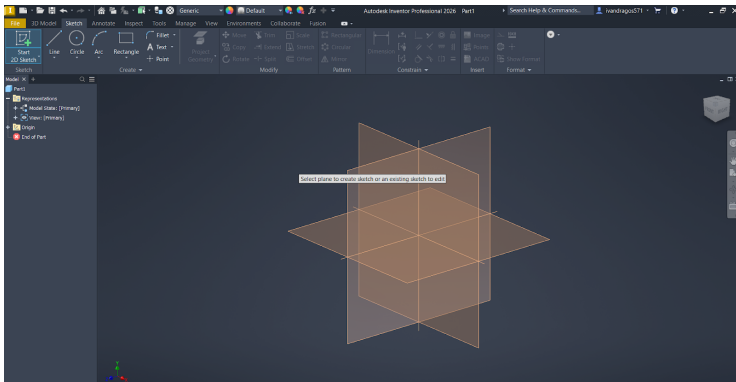 Generic
Default
Autodesk Inventor Professional 2026 Part1
Search Help & Commands...
ivandragos571
File 3D Model Sketch Annotate Inspect Tools Manage View Environments Collaborate Fusion
Start
2D Sketch
Line
Circle
Arc
Rectangle
Fillet
Text
Point
Project
Geometry
Move
Copy
Rotate
Trim
Extend
Split
Scale
Stretch
Offset
Rectangular
Circular
Mirror
Dimension
Image
Points
ACAD
Show Format
Sketch
Create
Modify
Pattern
Constrain
Insert
Format
Model
Part1
Representations
Model State: [Primary]
View: [Primary]
Origin
End of Part
Select plane to create sketch or an existing sketch to edit
Y